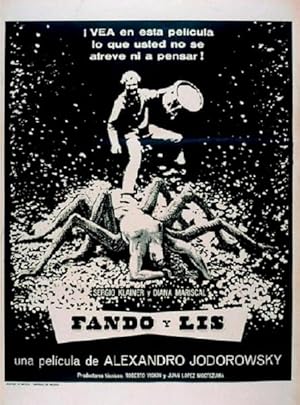 ¡VEA en esta película
lo que usted no se
atreve ni a pensar!
SERGIO KLAINER y DIANA MARISCAL
FANDO Y LIS
una película de ALEXANDRO JODOROWSKY
Productores técnicos: ROBERTO VISKIN y JUAN LOPEZ MOCTEZUMA